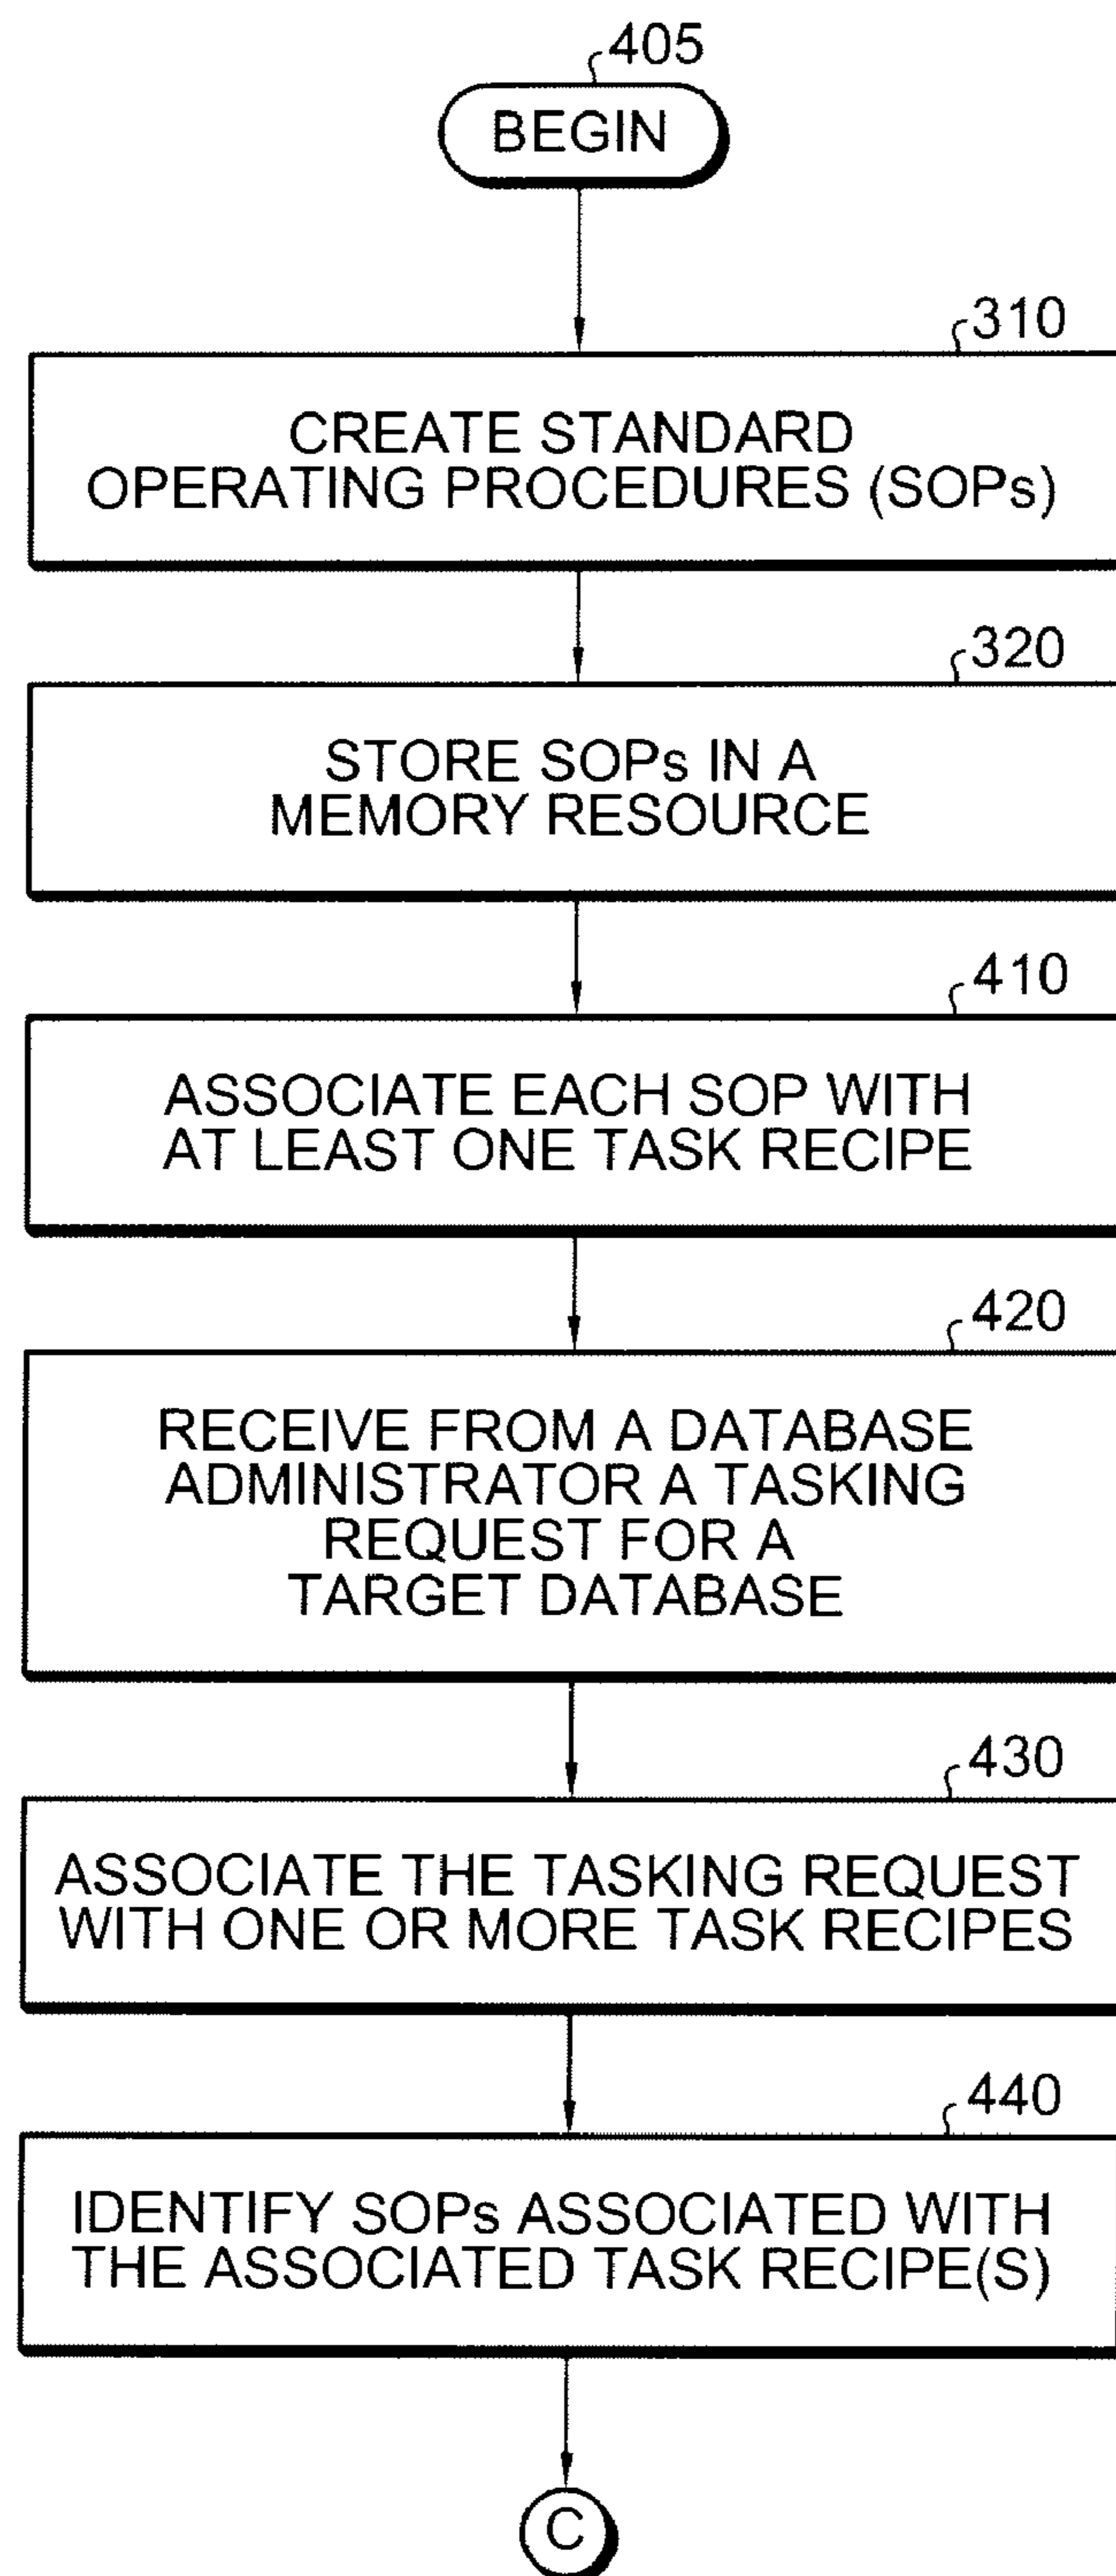 405
BEGIN
310
CREATE STANDARD
OPERATING PROCEDURES (SOPs)
320
STORE SOPs IN A
MEMORY RESOURCE
410
ASSOCIATE EACH SOP WITH
AT LEAST ONE TASK RECIPE
420
RECEIVE FROM A DATABASE
ADMINISTRATOR A TASKING
REQUEST FOR A
TARGET DATABASE
430
ASSOCIATE THE TASKING REQUEST
WITH ONE OR MORE TASK RECIPES
440
IDENTIFY SOPs ASSOCIATED WITH
THE ASSOCIATED TASK RECIPE(S)
C